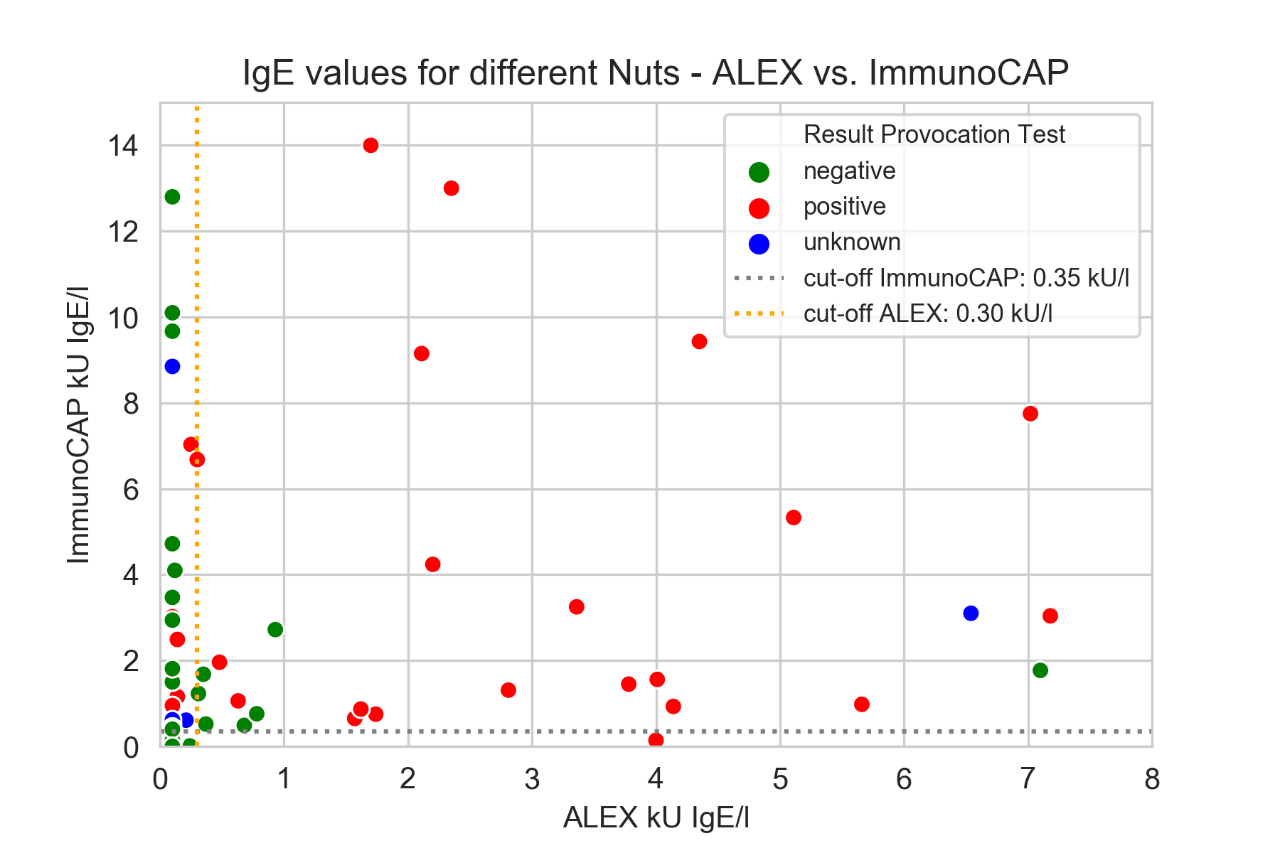 IgE values for different Nuts - ALEX vs. ImmunoCAP
Result Provocation Test
negative
positive
unknown
cut-off ImmunoCAP: 0.35 kU/l
cut-off ALEX: 0.30 kU/l
ImmunoCAP kU IgE/l
14
12
10
8
6
4
2
0
0 1 2 3 4 5 6 7 8
ALEX kU IgE/l